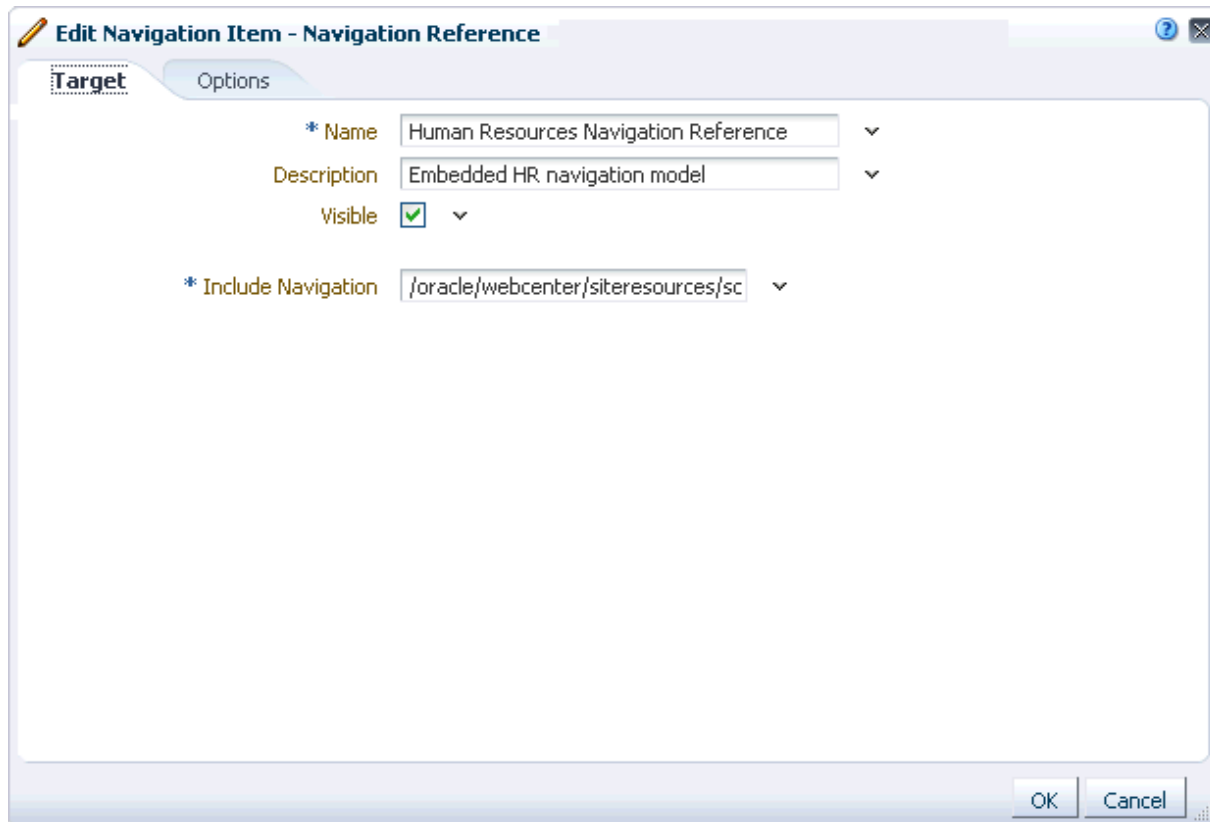 Edit Navigation Item - Navigation Reference ?
Target Options
* Name Human Resources Navigation Reference
Description Embedded HR navigation model
Visible
* Include Navigation /oracle/webcenter/siteresources/sc
OK Cancel